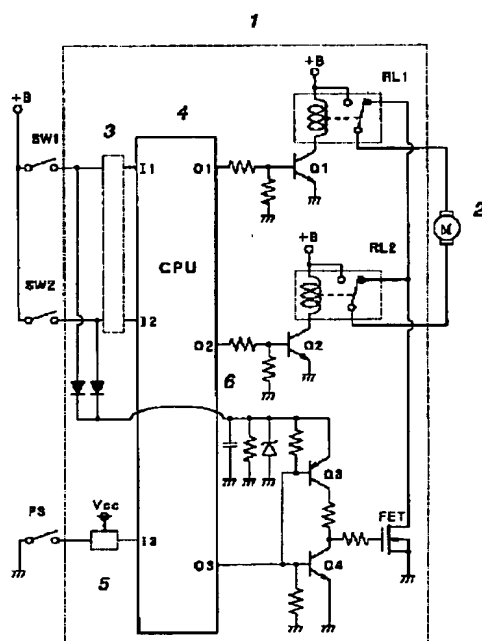 1
+B
RL1
+B
4
SW1
3
I1
O1
Q1
2
M
CPU
+B
RL2
SW2
I2
O2
Q2
6
Q3
Vcc
FET
PS
I3
O3
Q4
5